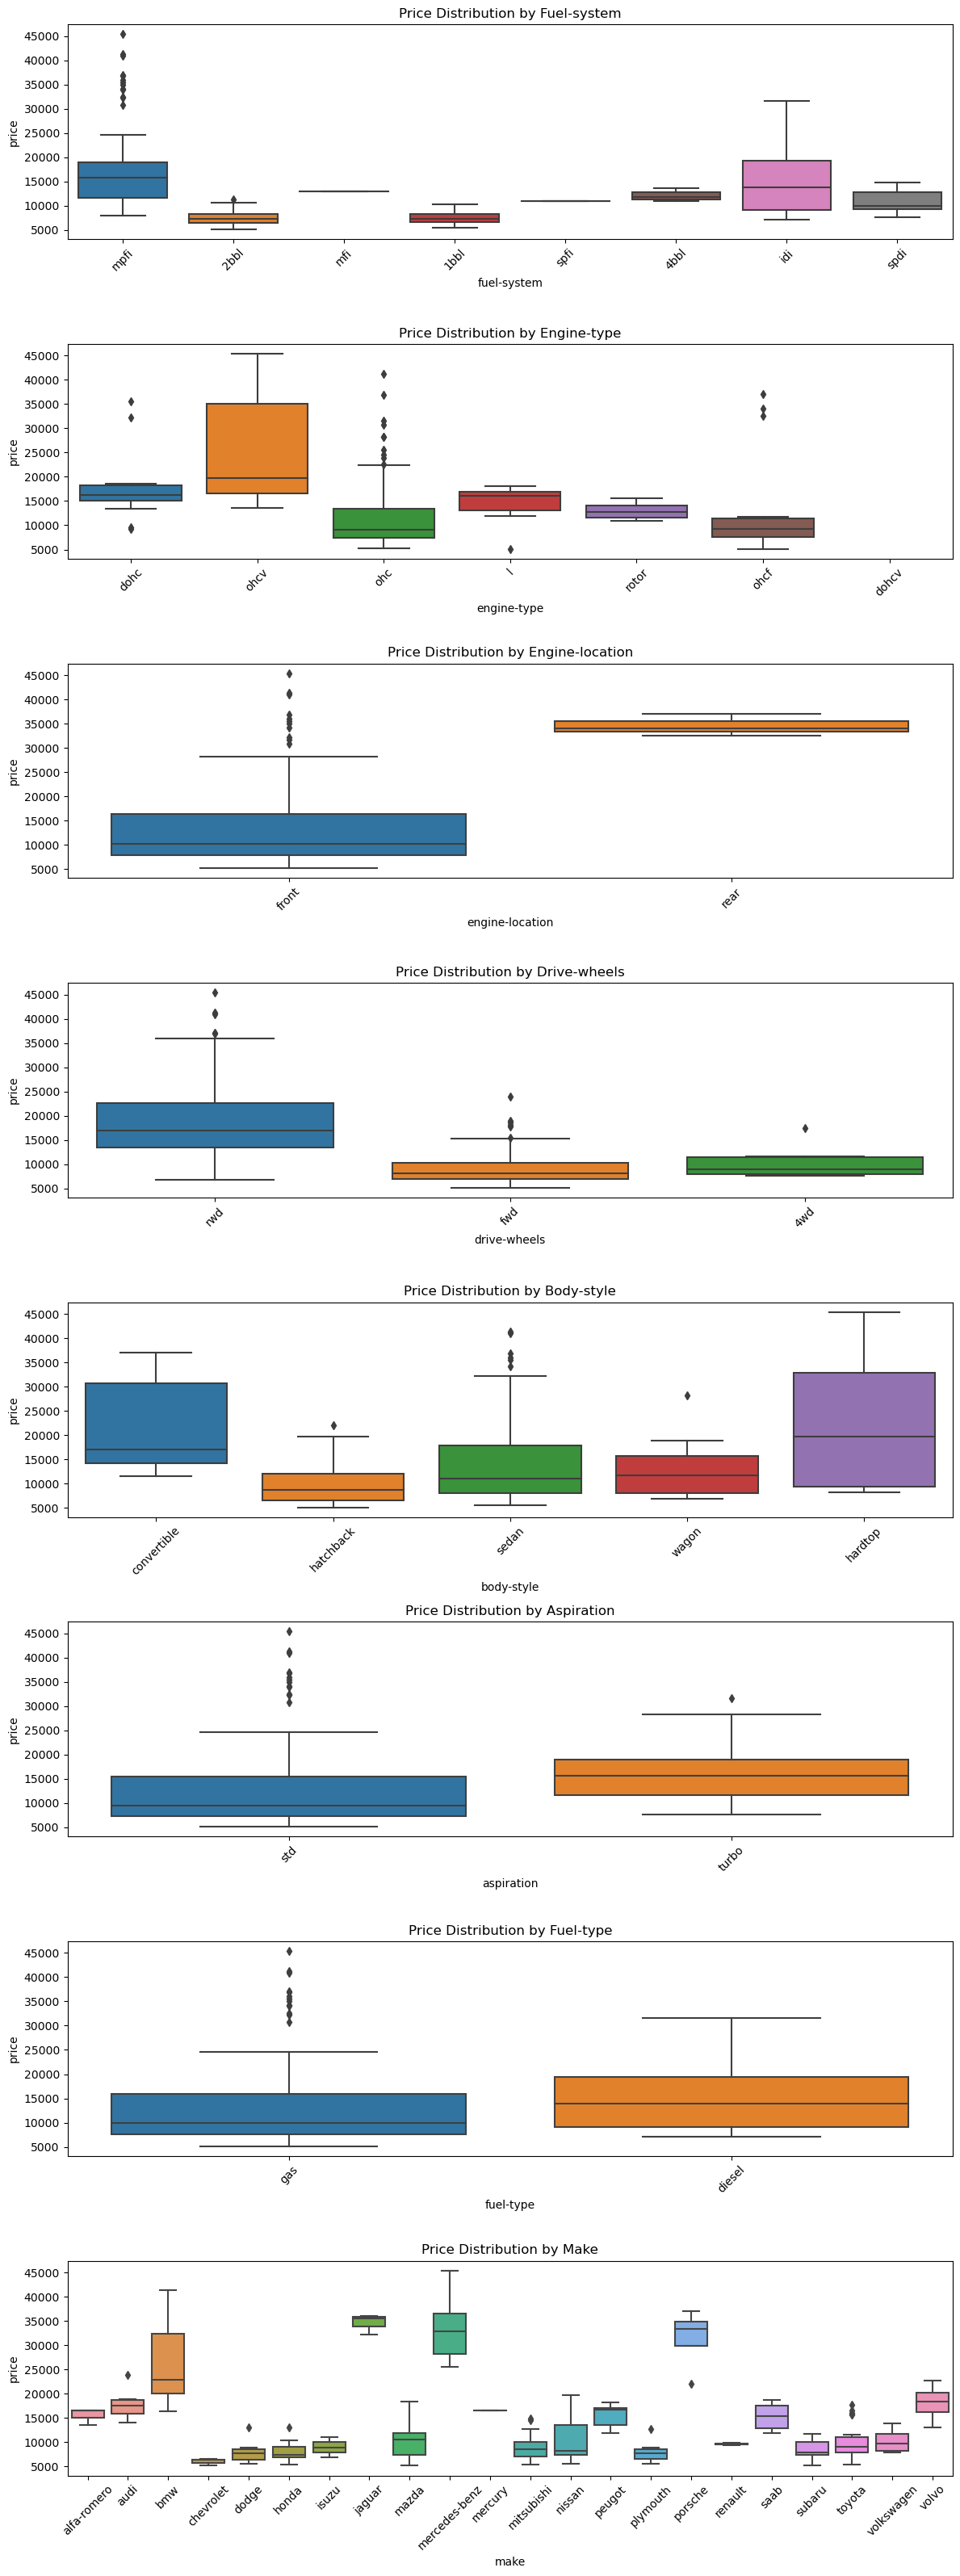 Price Distribution by Fuel-system
45000
40000
35000
30000
25000
20000
15000
10000
5000
price
mpfi
2bbl
mfi
1bbl
spfi
4bbl
idi
spdi
fuel-system
Price Distribution by Engine-type
45000
40000
35000
30000
25000
20000
15000
10000
5000
price
dohc
ohcv
ohc
l
rotor
ohcf
dohcv
engine-type
Price Distribution by Engine-location
45000
40000
35000
30000
25000
20000
15000
10000
5000
price
front
rear
engine-location
Price Distribution by Drive-wheels
45000
40000
35000
30000
25000
20000
15000
10000
5000
price
rwd
fwd
4wd
drive-wheels
Price Distribution by Body-style
45000
40000
35000
30000
25000
20000
15000
10000
5000
price
convertible
hatchback
sedan
wagon
hardtop
body-style
Price Distribution by Aspiration
45000
40000
35000
30000
25000
20000
15000
10000
5000
price
std
turbo
aspiration
Price Distribution by Fuel-type
45000
40000
35000
30000
25000
20000
15000
10000
5000
price
gas
diesel
fuel-type
Price Distribution by Make
45000
40000
35000
30000
25000
20000
15000
10000
5000
price
alfa-romero
audi
bmw
chevrolet
dodge
honda
isuzu
jaguar
mazda
mercedes-benz
mercury
mitsubishi
nissan
peugot
plymouth
porsche
renault
saab
subaru
toyota
volkswagen
volvo
make